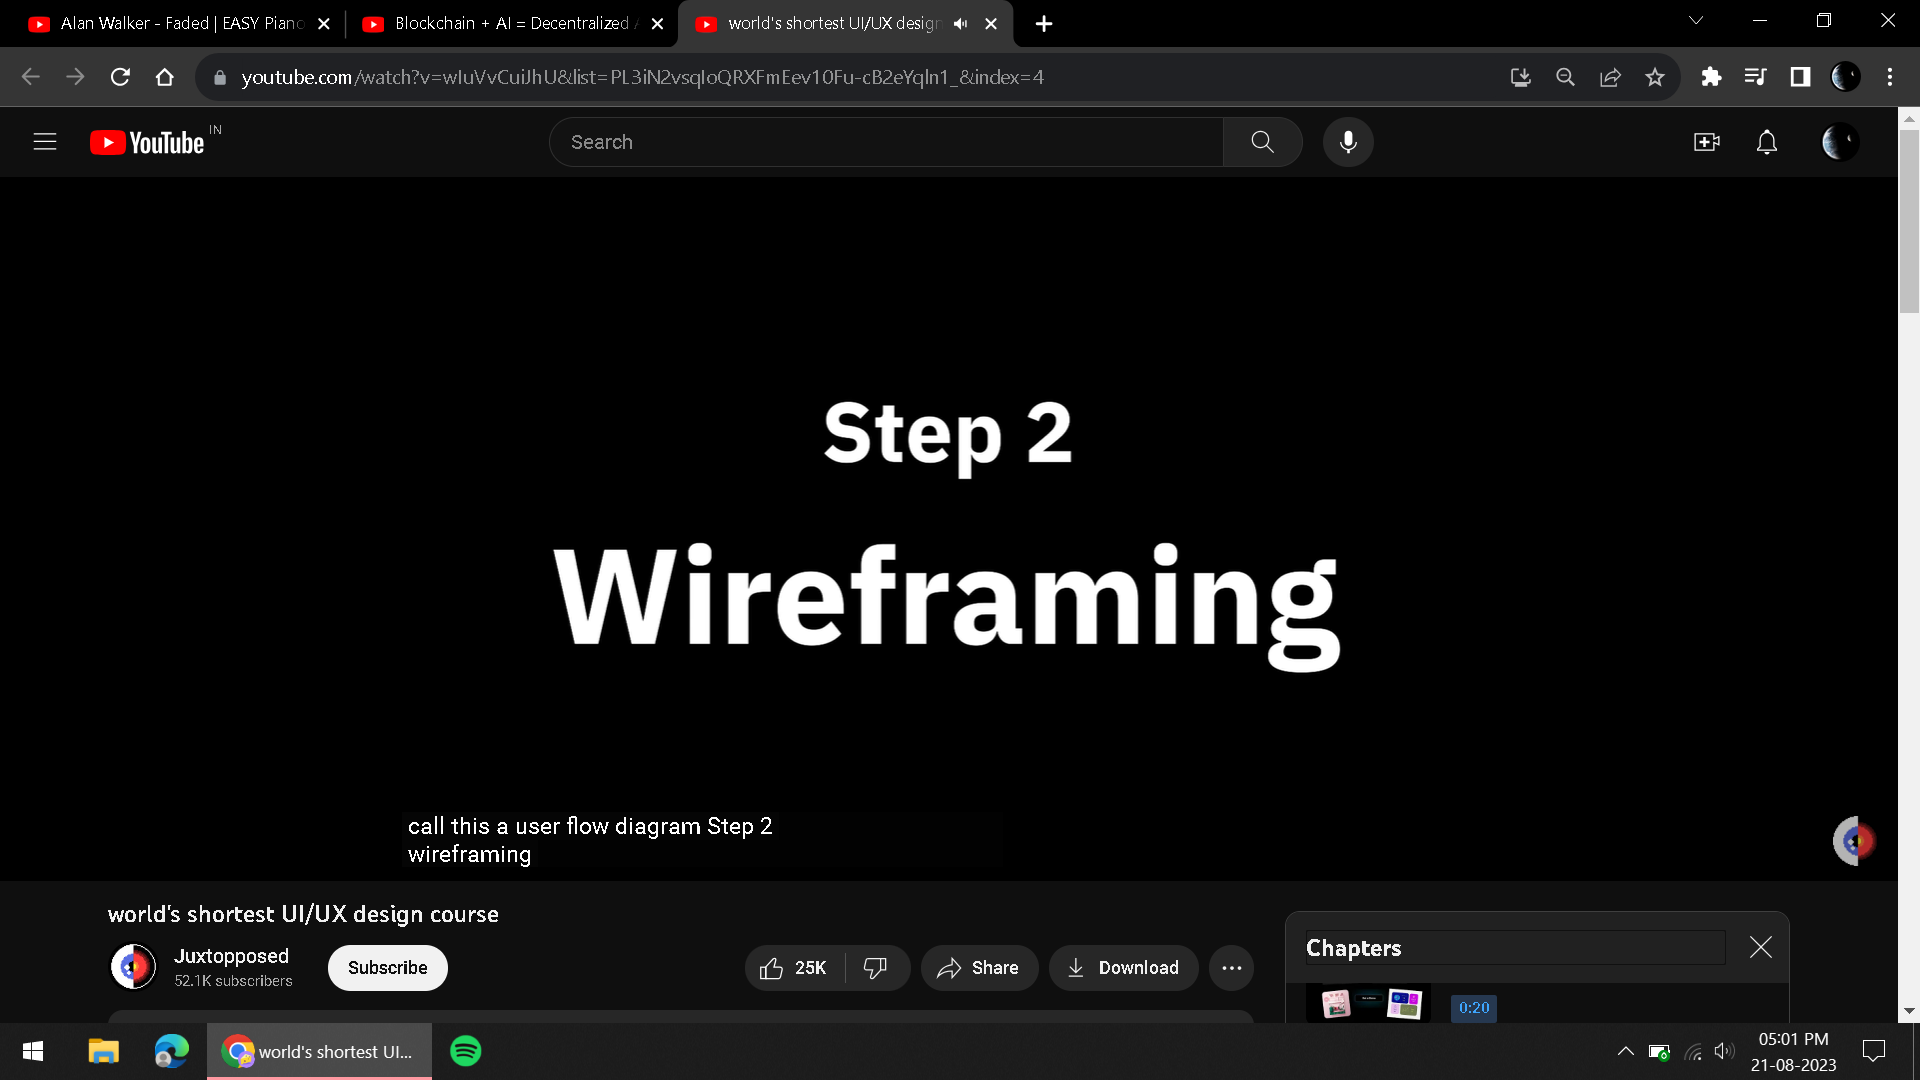 Alan Walker - Faded | EASY Piano
Blockchain + AI = Decentralized
world's shortest UI/UX design
youtube.com/watch?v=wIuVvCuiJhU&list=PL3iN2vsqIoQRXFmEev10Fu-cB2eYqln1_&index=4
YouTube IN
Search
Step 2
Wireframing
call this a user flow diagram Step 2
wireframing
world's shortest UI/UX design course
Juxtopposed
52.1K subscribers
Subscribe
25K
Share
Download
Chapters
0:20
world's shortest UI...
05:01 PM
21-08-2023